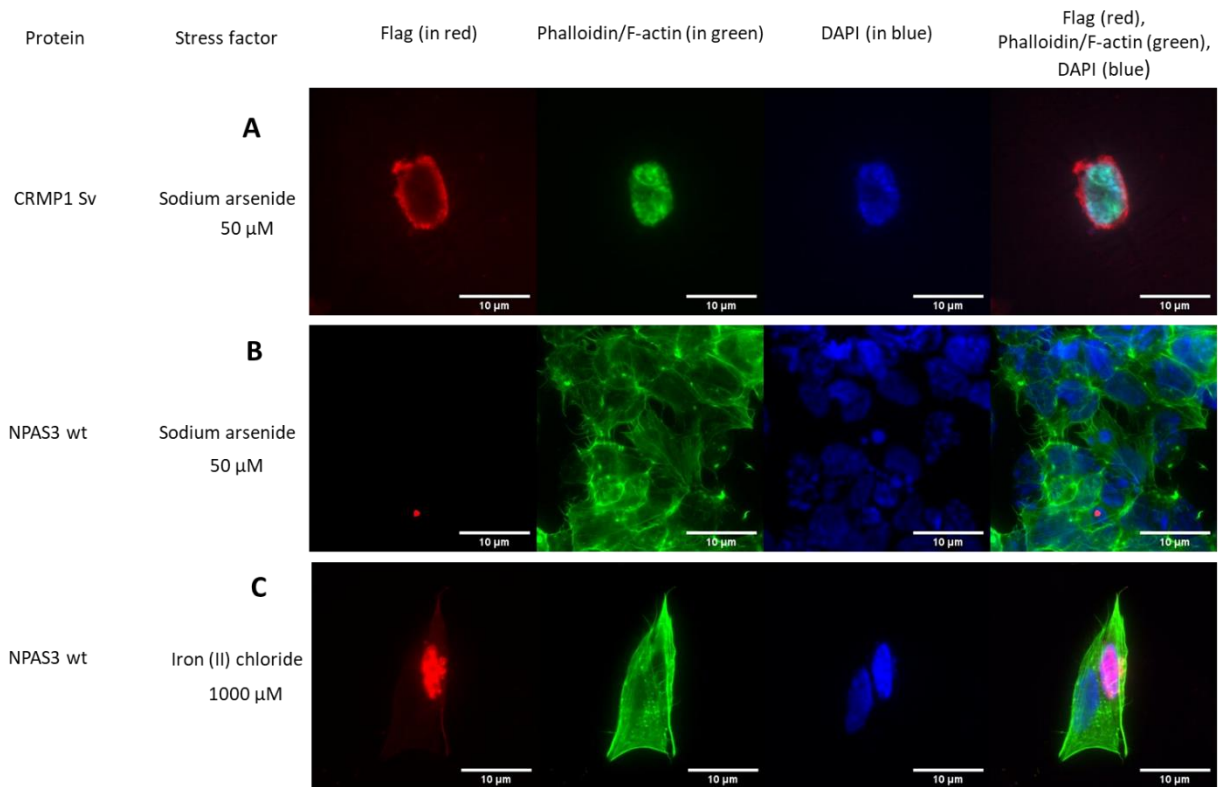 Protein
Stress factor
Flag (in red)
Phalloidin/F-actin (in green)
DAPI (in blue)
Flag (red),
Phalloidin/F-actin (green),
DAPI (blue)
A
CRMP1 Sv
Sodium arsenide
50 µM
10 µm
10 µm
10 µm
10 µm
B
NPAS3 wt
Sodium arsenide
50 µM
10 µm
10 µm
10 µm
10 µm
C
NPAS3 wt
Iron (II) chloride
1000 µM
10 µm
10 µm
10 µm
10 µm